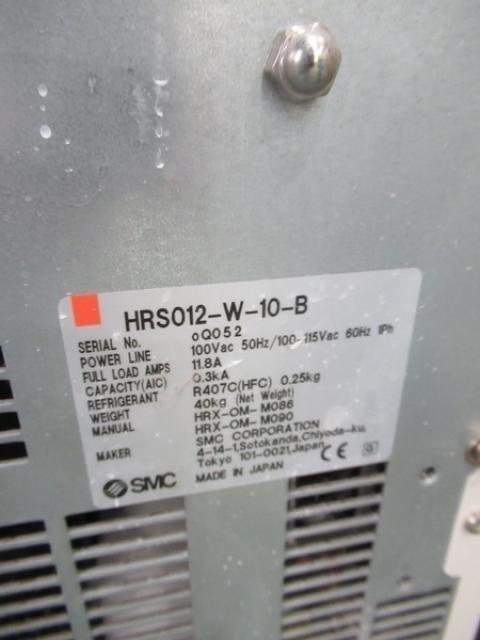 HRS012-W-10-B
SERIAL No. oQ052
POWER LINE 100Vac 50Hz/100-115Vac 60Hz 1Ph
FULL LOAD AMPS 11.8A
CAPACITY(AIC) 0.3kA
REFRIGERANT R407C(HFC) 0.25kg
WEIGHT 40kg (Net Weight)
MANUAL HRX-OM-M086
HRX-OM-M090
MAKER SMC CORPORATION
4-14-1,Sotokanda,Chiyoda-ku,
Tokyo 101-0021,Japan CE
SMC MADE IN JAPAN